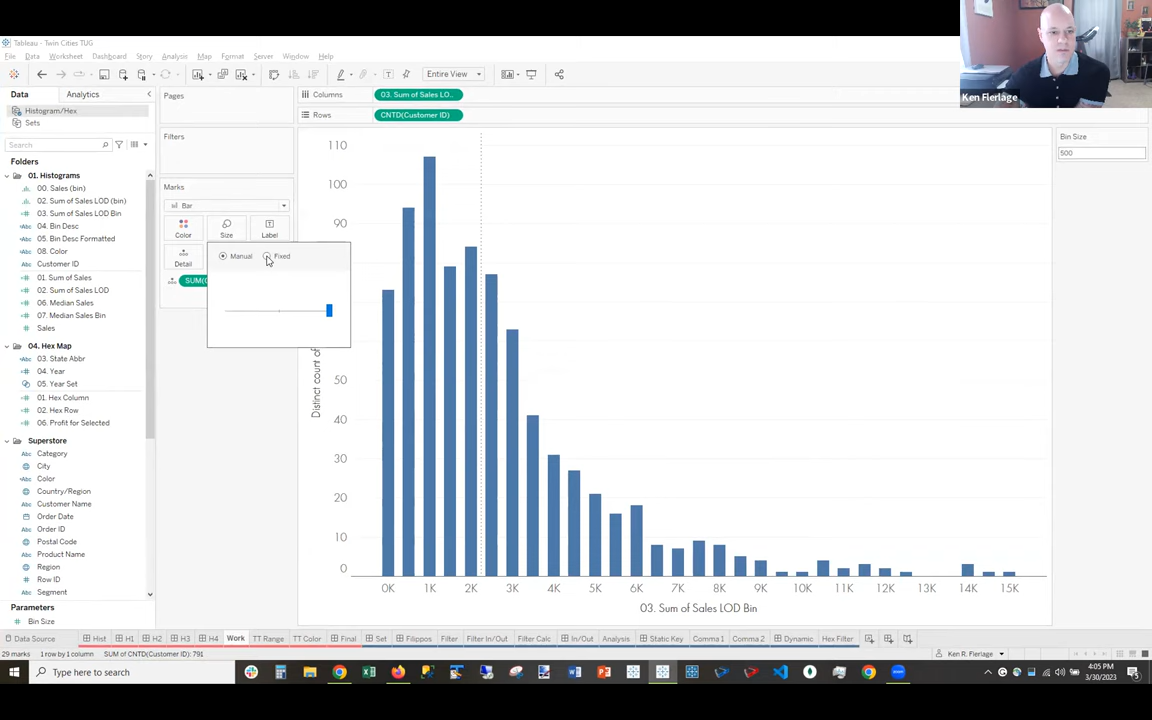 Ken Flerlage
Tableau - Twin Cities TUG
File Data Worksheet Dashboard Story Analysis Map Format Server Window Help
Entire View
Data Analytics
Pages
Columns 03. Sum of Sales LO..
Histogram/Hex
Rows CNTD(Customer ID)
Sets
Search
Filters
Bin Size
500
Folders
01. Histograms
00. Sales (bin)
02. Sum of Sales LOD (bin)
03. Sum of Sales LOD Bin
04. Bin Desc
05. Bin Desc Formatted
08. Color
Customer ID
01. Sum of Sales
02. Sum of Sales LOD
06. Median Sales
07. Median Sales Bin
Sales
04. Hex Map
03. State Abbr
04. Year
05. Year Set
01. Hex Column
02. Hex Row
06. Profit for Selected
Superstore
Category
City
Color
Country/Region
Customer Name
Order Date
Order ID
Postal Code
Product Name
Region
Row ID
Segment
Parameters
Bin Size
Marks
Bar
Color Size Label
Detail
Manual Fixed
SUM(
110
100
90
50
40
30
20
10
0
Distinct count of
0K 1K 2K 3K 4K 5K 6K 7K 8K 9K 10K 11K 12K 13K 14K 15K
03. Sum of Sales LOD Bin
Data Source Hist H1 H2 H3 H4 Work TT Range TT Color Final Set Filippos Filter Filter In/Out Filter Calc In/Out Analysis Static Key Comma 1 Comma 2 Dynamic Hex Filter
29 marks 1 row by 1 column SUM of CNTD(Customer ID): 791
Ken R. Flerlage
Type here to search
4:05 PM
3/30/2023